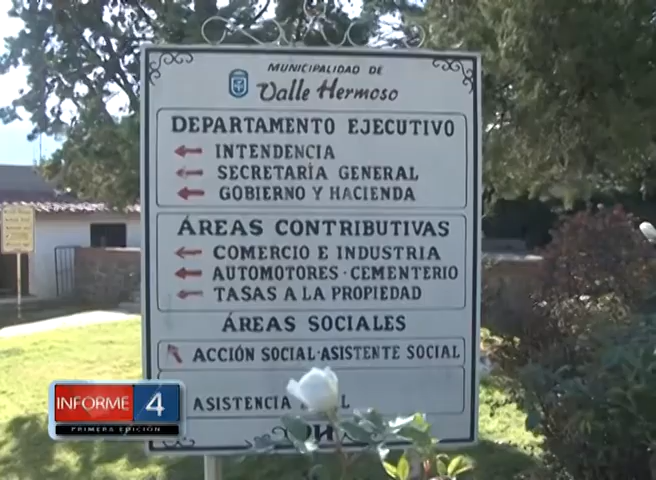 MUNICIPALIDAD DE
Valle Hermoso
DEPARTAMENTO EJECUTIVO
INTENDENCIA
SECRETARÍA GENERAL
GOBIERNO Y HACIENDA
ÁREAS CONTRIBUTIVAS
COMERCIO E INDUSTRIA
AUTOMOTORES - CEMENTERIO
TASAS A LA PROPIEDAD
ÁREAS SOCIALES
ACCIÓN SOCIAL - ASISTENTE SOCIAL
ASISTENCIA
INFORME 4
PRIMERA EDICIÓN